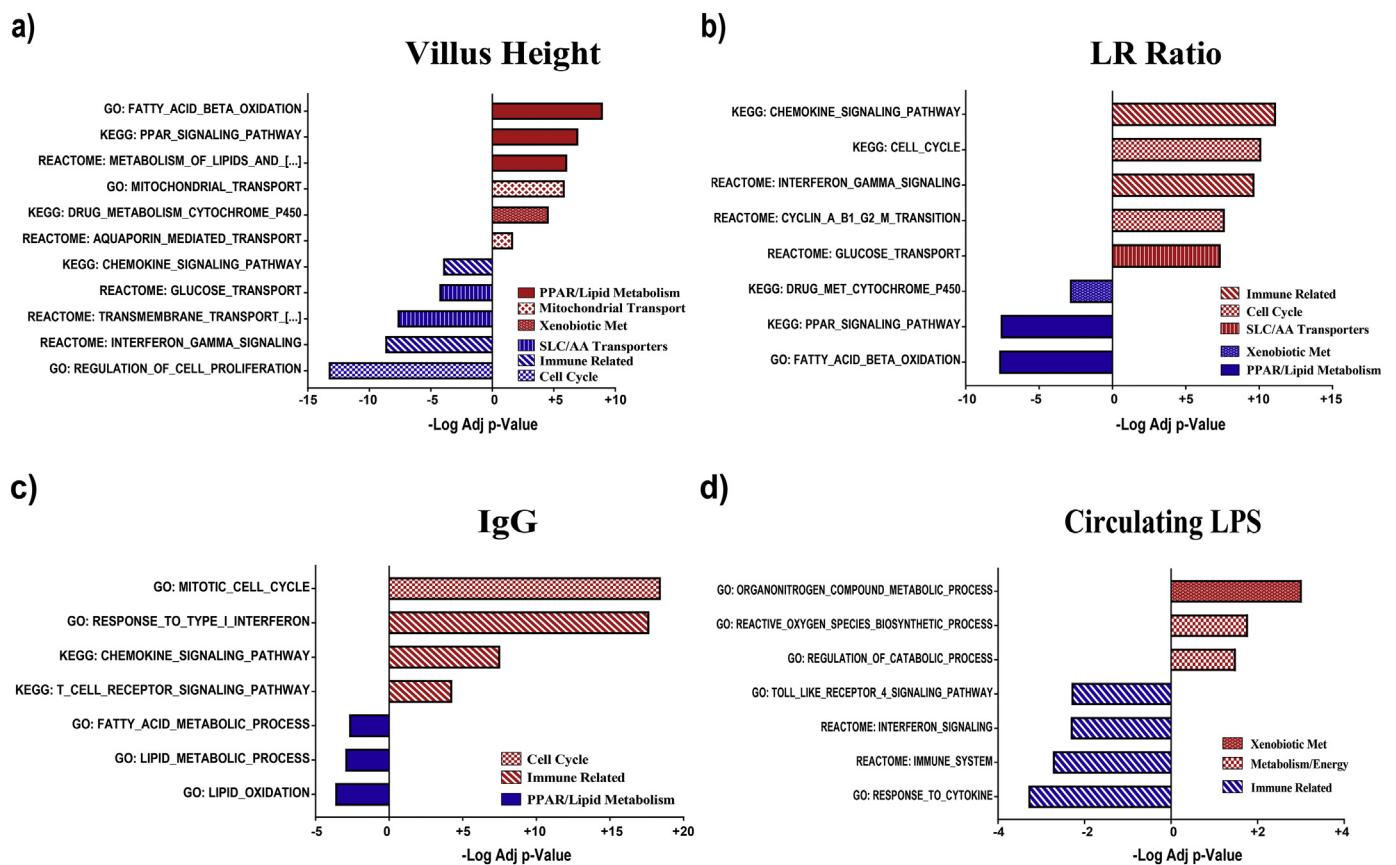 a)
Villus Height
GO: FATTY_ACID_BETA_OXIDATION
KEGG: PPAR_SIGNALING_PATHWAY
REACTOME: METABOLISM_OF_LIPIDS_AND_[...]
GO: MITOCHONDRIAL_TRANSPORT
KEGG: DRUG_METABOLISM_CYTOCHROME_P450
REACTOME: AQUAPORIN_MEDIATED_TRANSPORT
KEGG: CHEMOKINE_SIGNALING_PATHWAY
REACTOME: GLUCOSE_TRANSPORT
REACTOME: TRANSMEMBRANE_TRANSPORT_[...]
REACTOME: INTERFERON_GAMMA_SIGNALING
GO: REGULATION_OF_CELL_PROLIFERATION
PPAR/Lipid Metabolism
Mitochondrial Transport
Xenobiotic Met
SLC/AA Transporters
Immune Related
Cell Cycle
-15 -10 -5 0 +5 +10
-Log Adj p-Value
b)
LR Ratio
KEGG: CHEMOKINE_SIGNALING_PATHWAY
KEGG: CELL_CYCLE
REACTOME: INTERFERON_GAMMA_SIGNALING
REACTOME: CYCLIN_A_B1_G2_M_TRANSITION
REACTOME: GLUCOSE_TRANSPORT
KEGG: DRUG_MET_CYTOCHROME_P450
KEGG: PPAR_SIGNALING_PATHWAY
GO: FATTY_ACID_BETA_OXIDATION
Immune Related
Cell Cycle
SLC/AA Transporters
Xenobiotic Met
PPAR/Lipid Metabolism
-10 -5 0 +5 +10 +15
-Log Adj p-Value
c)
IgG
GO: MITOTIC_CELL_CYCLE
GO: RESPONSE_TO_TYPE_I_INTERFERON
KEGG: CHEMOKINE_SIGNALING_PATHWAY
KEGG: T_CELL_RECEPTOR_SIGNALING_PATHWAY
GO: FATTY_ACID_METABOLIC_PROCESS
GO: LIPID_METABOLIC_PROCESS
GO: LIPID_OXIDATION
Cell Cycle
Immune Related
PPAR/Lipid Metabolism
-5 0 +5 +10 +15 +20
-Log Adj p-Value
d)
Circulating LPS
GO: ORGANONITROGEN_COMPOUND_METABOLIC_PROCESS
GO: REACTIVE_OXYGEN_SPECIES_BIOSYNTHETIC_PROCESS
GO: REGULATION_OF_CATABOLIC_PROCESS
GO: TOLL_LIKE_RECEPTOR_4_SIGNALING_PATHWAY
REACTOME: INTERFERON_SIGNALING
REACTOME: IMMUNE_SYSTEM
GO: RESPONSE_TO_CYTOKINE
Xenobiotic Met
Metabolism/Energy
Immune Related
-4 -2 0 +2 +4
-Log Adj p-Value